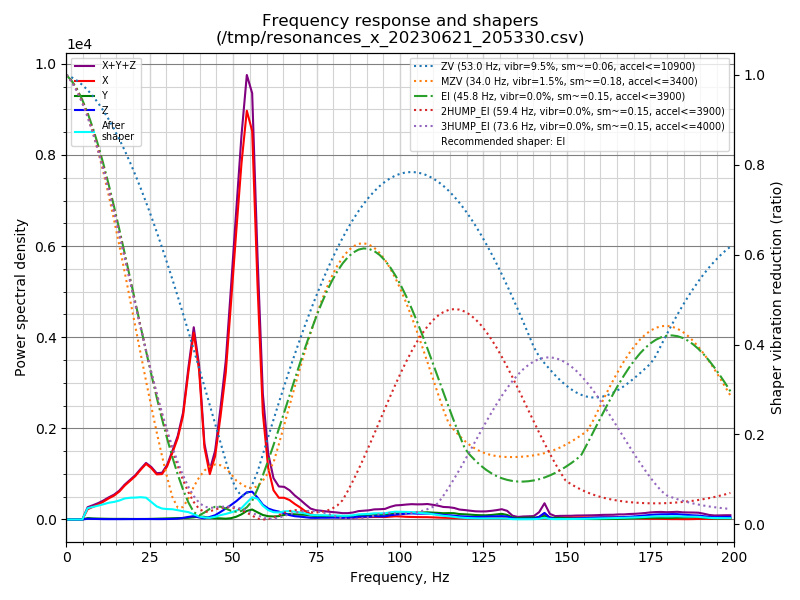 Frequency response and shapers
(/tmp/resonances_x_20230621_205330.csv)
1e4
X+Y+Z
X
Y
Z
After
shaper
ZV (53.0 Hz, vibr=9.5%, sm~=0.06, accel<=10900)
MZV (34.0 Hz, vibr=1.5%, sm~=0.18, accel<=3400)
EI (45.8 Hz, vibr=0.0%, sm~=0.15, accel<=3900)
2HUMP_EI (59.4 Hz, vibr=0.0%, sm~=0.15, accel<=3900)
3HUMP_EI (73.6 Hz, vibr=0.0%, sm~=0.15, accel<=4000)
Recommended shaper: EI
Power spectral density
1.0
0.8
0.6
0.4
0.2
0.0
1.0
0.8
0.6
0.4
0.2
0.0
Shaper vibration reduction (ratio)
0 25 50 75 100 125 150 175 200
Frequency, Hz